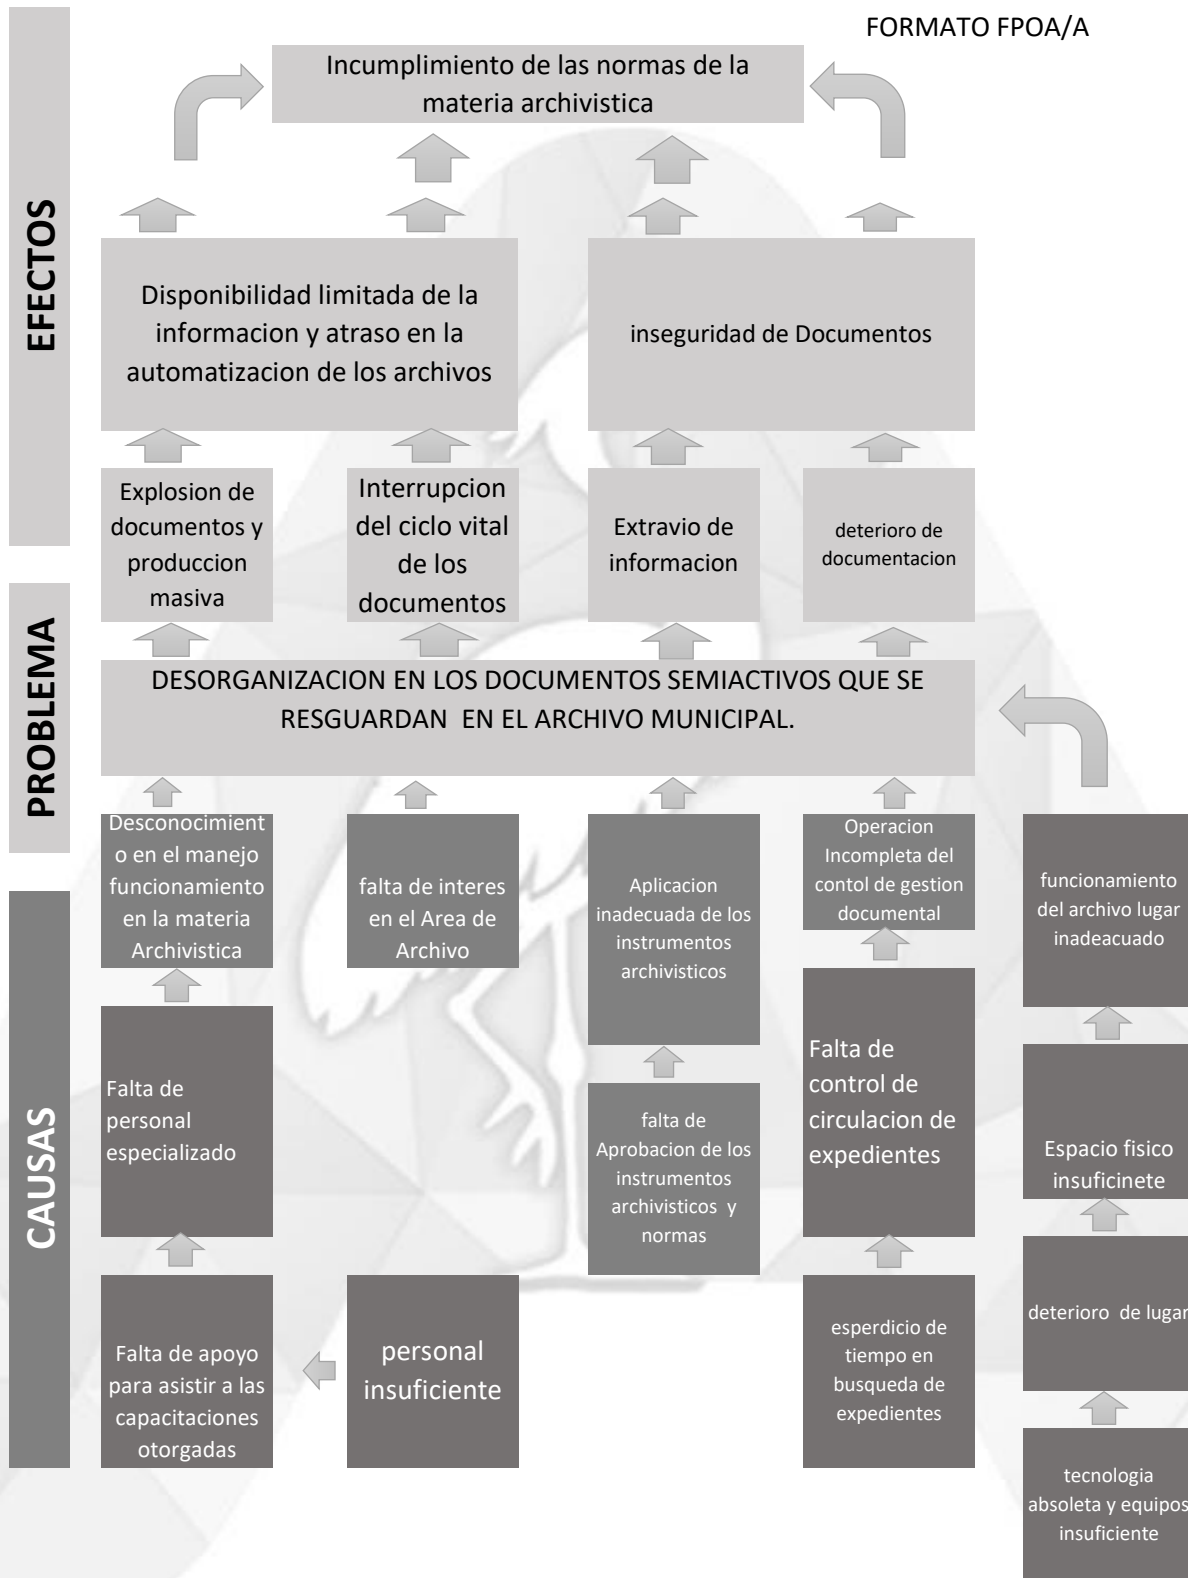 FORMATO FPOA/A
EFECTOS
Incumplimiento de las normas de la
materia archivistica
Disponibilidad limitada de la
informacion y atraso en la
automatizacion de los archivos
inseguridad de Documentos
Explosion de
documentos y
produccion
masiva
Interrupcion
del ciclo vital
de los
documentos
Extravio de
informacion
deterioro de
documentacion
PROBLEMA
DESORGANIZACION EN LOS DOCUMENTOS SEMIACTIVOS QUE SE
RESGUARDAN  EN EL ARCHIVO MUNICIPAL.
CAUSAS
Desconocimient
o en el manejo
funcionamiento
en la materia
Archivistica
falta de interes
en el Area de
Archivo
Aplicacion
inadecuada de los
instrumentos
archivisticos
Operacion
Incompleta del
contol de gestion
documental
funcionamiento
del archivo lugar
inadeacuado
Falta de
personal
especializado
falta de
Aprobacion de los
instrumentos
archivisticos  y
normas
Falta de
control de
circulacion de
expedientes
Espacio fisico
insuficinete
Falta de apoyo
para asistir a las
capacitaciones
otorgadas
personal
insuficiente
esperdicio de
tiempo en
busqueda de
expedientes
deterioro  de lugar
tecnologia
absoleta y equipos
insuficiente